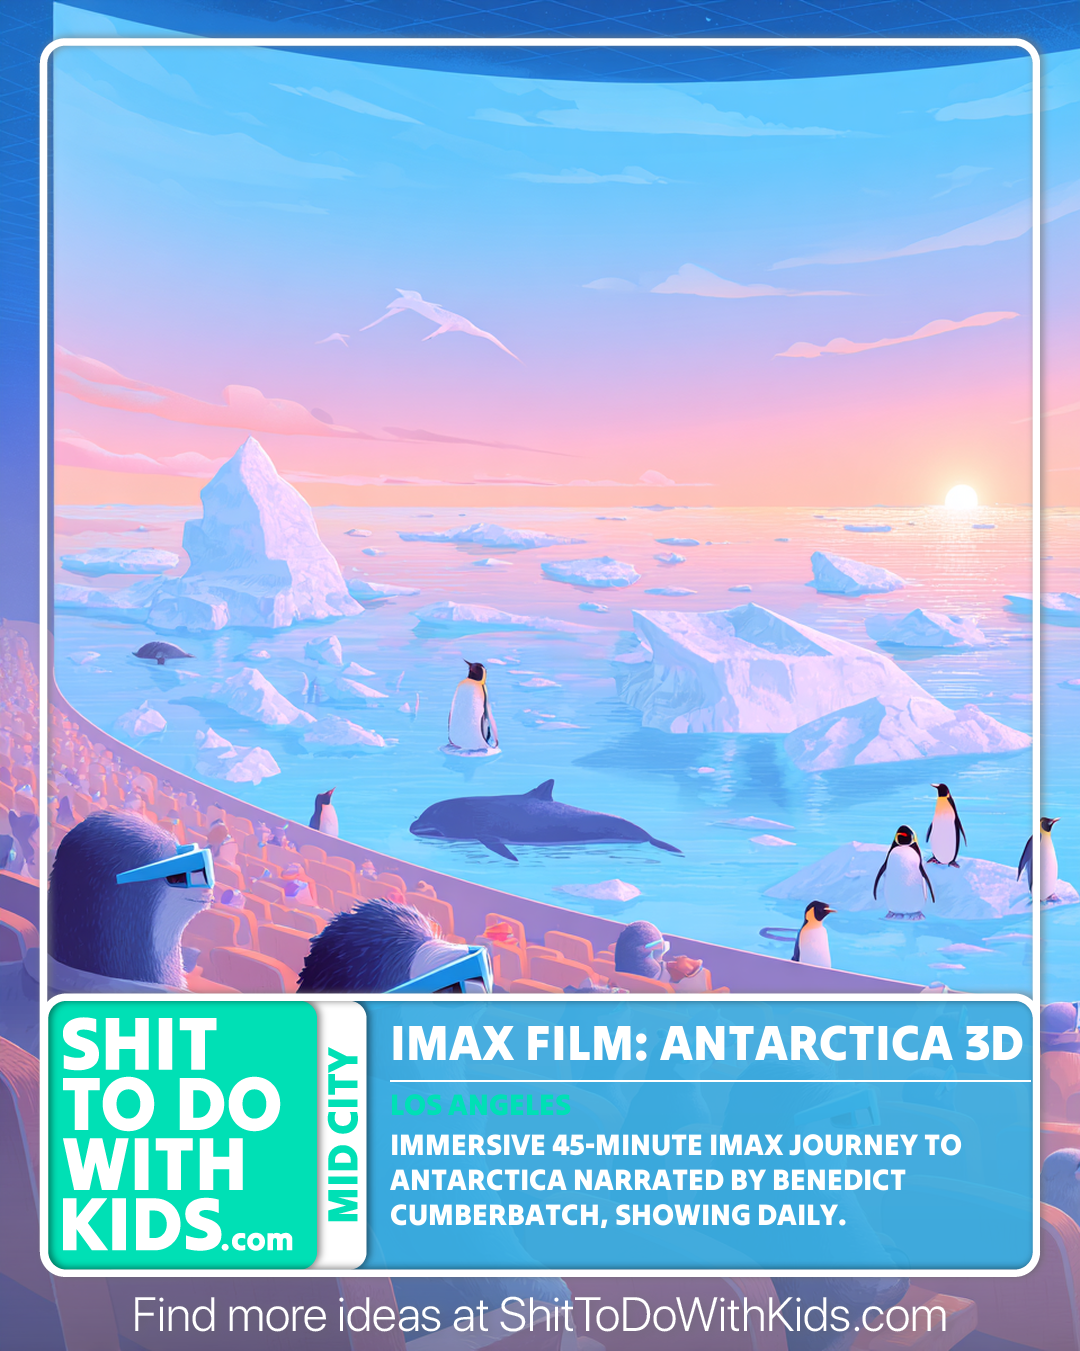 SHIT
TO DO
WITH
KIDS.com
MID CITY
IMAX FILM: ANTARCTICA 3D
LOS ANGELES
IMMERSIVE 45-MINUTE IMAX JOURNEY TO
ANTARCTICA NARRATED BY BENEDICT
CUMBERBATCH, SHOWING DAILY.
Find more ideas at ShitToDoWithKids.com